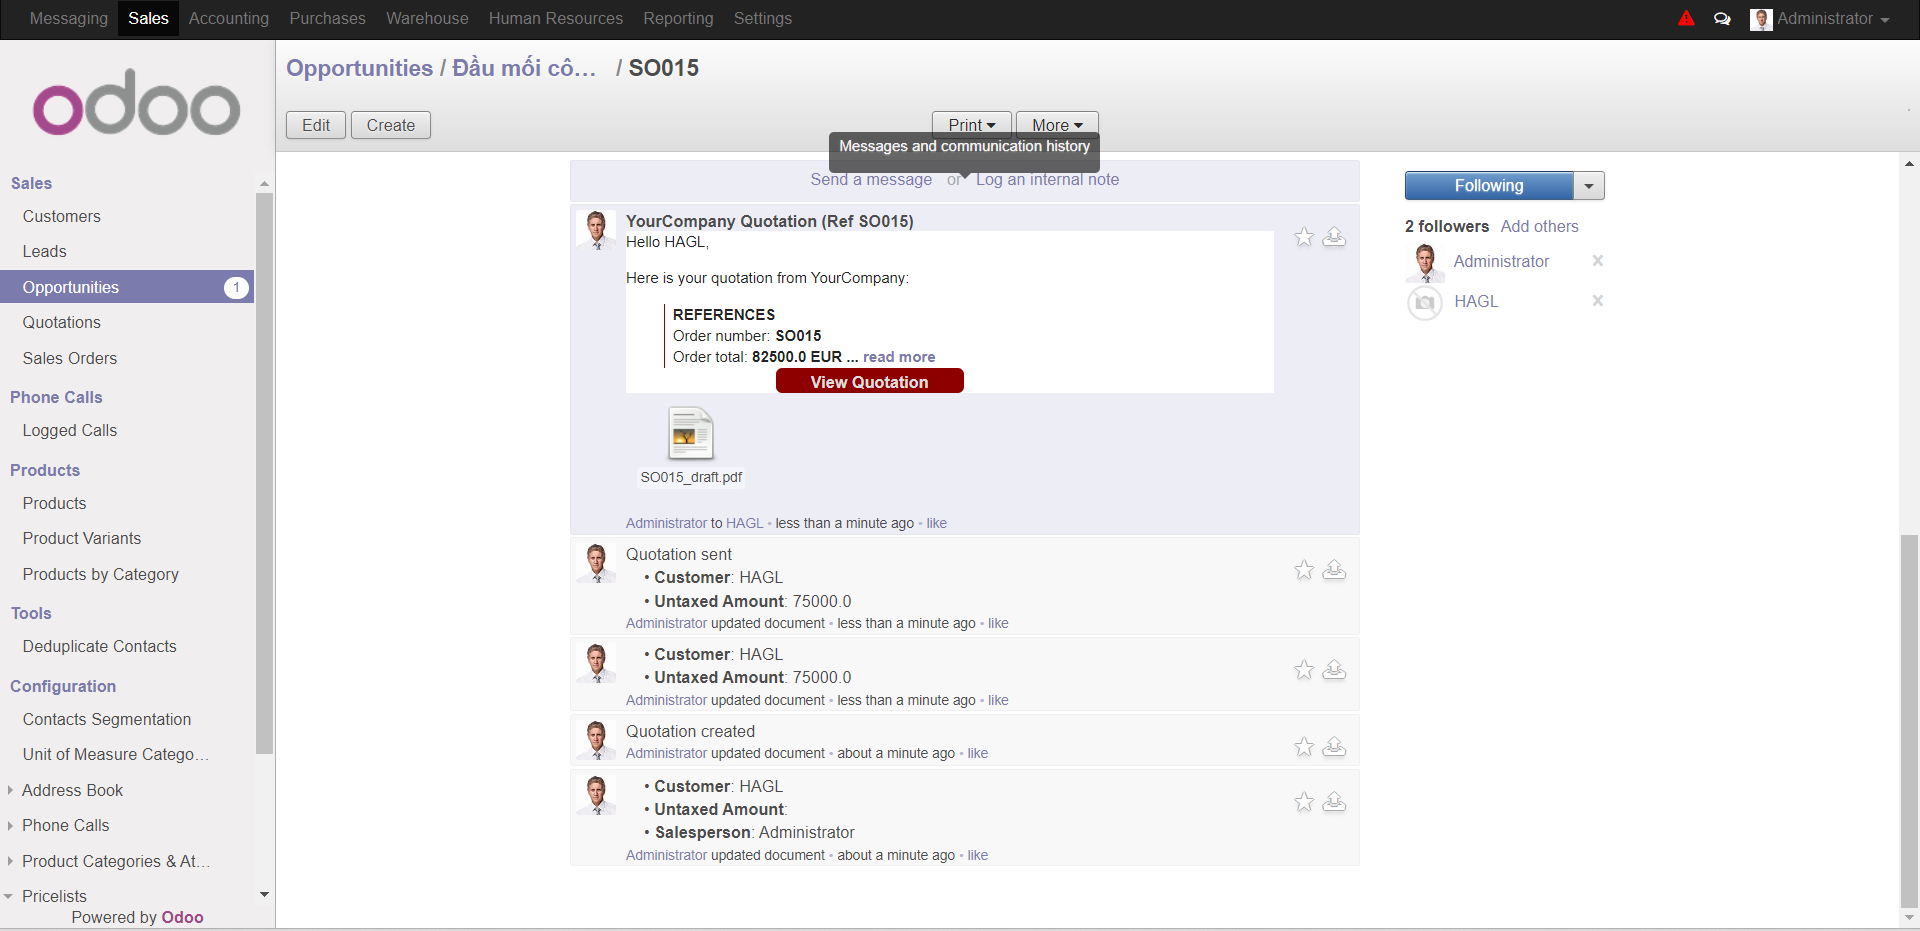 Messaging Sales Accounting Purchases Warehouse Human Resources Reporting Settings Administrator
odoo
Sales
Customers
Leads
Opportunities 1
Quotations
Sales Orders
Phone Calls
Logged Calls
Products
Products
Product Variants
Products by Category
Tools
Deduplicate Contacts
Configuration
Contacts Segmentation
Unit of Measure Catego...
Address Book
Phone Calls
Product Categories & At...
Pricelists
Powered by Odoo
Opportunities / Đầu mối cô... / SO015
Edit Create Print More
Messages and communication history
Send a message or Log an internal note
YourCompany Quotation (Ref SO015)
Hello HAGL,
Here is your quotation from YourCompany:
REFERENCES
Order number: SO015
Order total: 82500.0 EUR ... read more
View Quotation
SO015_draft.pdf
Administrator to HAGL • less than a minute ago • like
Quotation sent
• Customer: HAGL
• Untaxed Amount: 75000.0
Administrator updated document • less than a minute ago • like
• Customer: HAGL
• Untaxed Amount: 75000.0
Administrator updated document • less than a minute ago • like
Quotation created
Administrator updated document • about a minute ago • like
• Customer: HAGL
• Untaxed Amount:
• Salesperson: Administrator
Administrator updated document • about a minute ago • like
Following
2 followers Add others
Administrator
HAGL